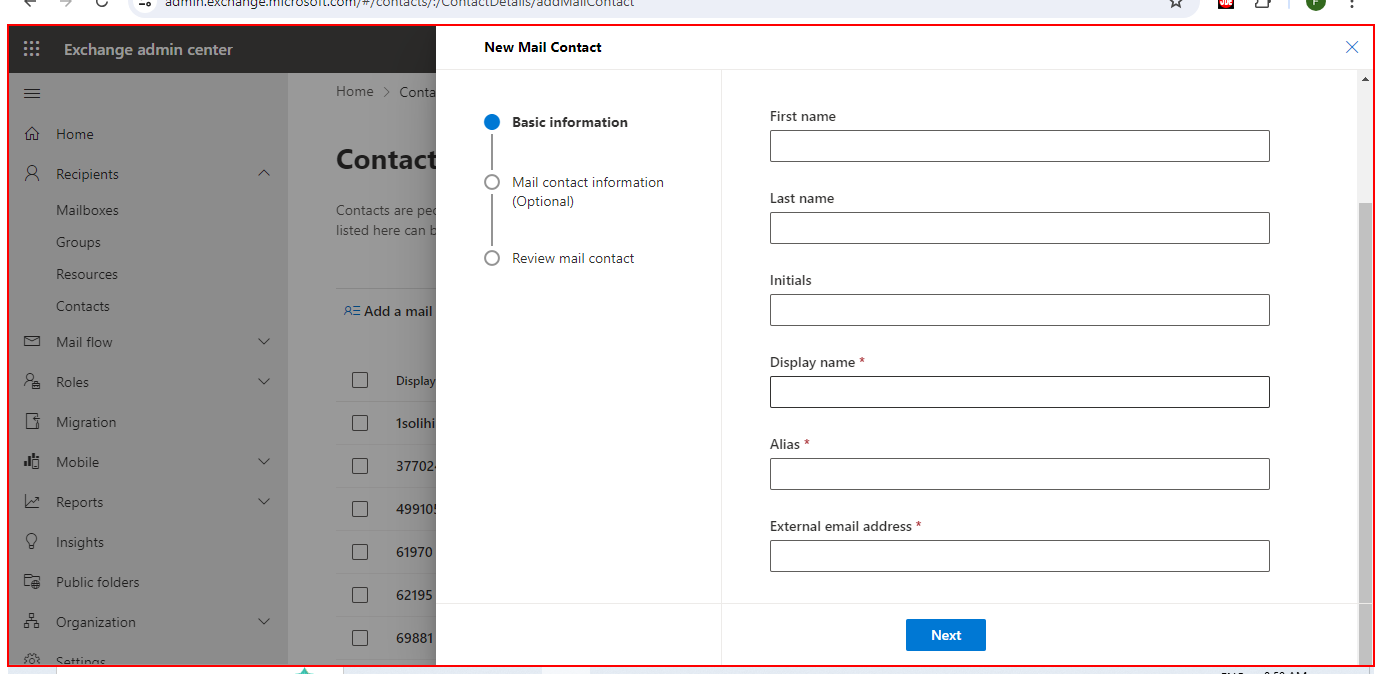 admin.exchange.microsoft.com/#/contacts/:/ContactDetails/addMailContact
Exchange admin center
Home
Recipients
Mailboxes
Groups
Resources
Contacts
Mail flow
Roles
Migration
Mobile
Reports
Insights
Public folders
Organization
Settings
Home > Conta
Contact
Contacts are pec
listed here can b
Add a mail
Display
1solihi
37702
49910
61970
62195
69881
New Mail Contact
Basic information
Mail contact information
(Optional)
Review mail contact
First name
Last name
Initials
Display name *
Alias *
External email address *
Next